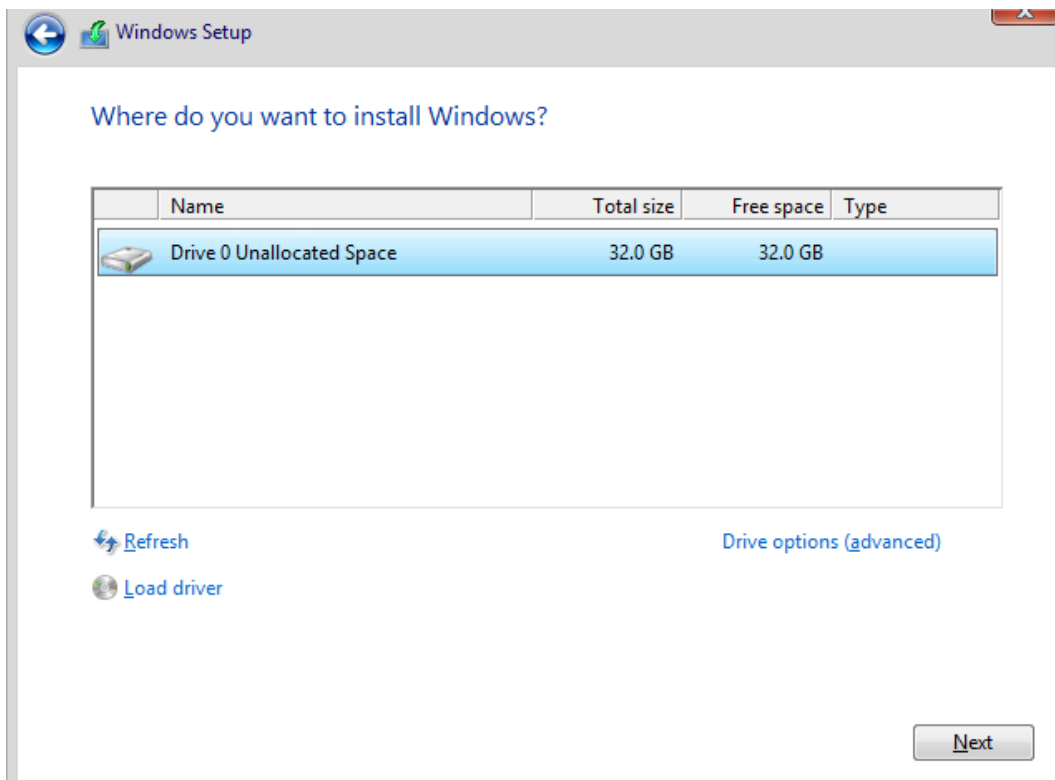 Windows Setup
Where do you want to install Windows?
Name Total size Free space Type
Drive 0 Unallocated Space 32.0 GB 32.0 GB
Refresh Drive options (advanced)
Load driver
Next